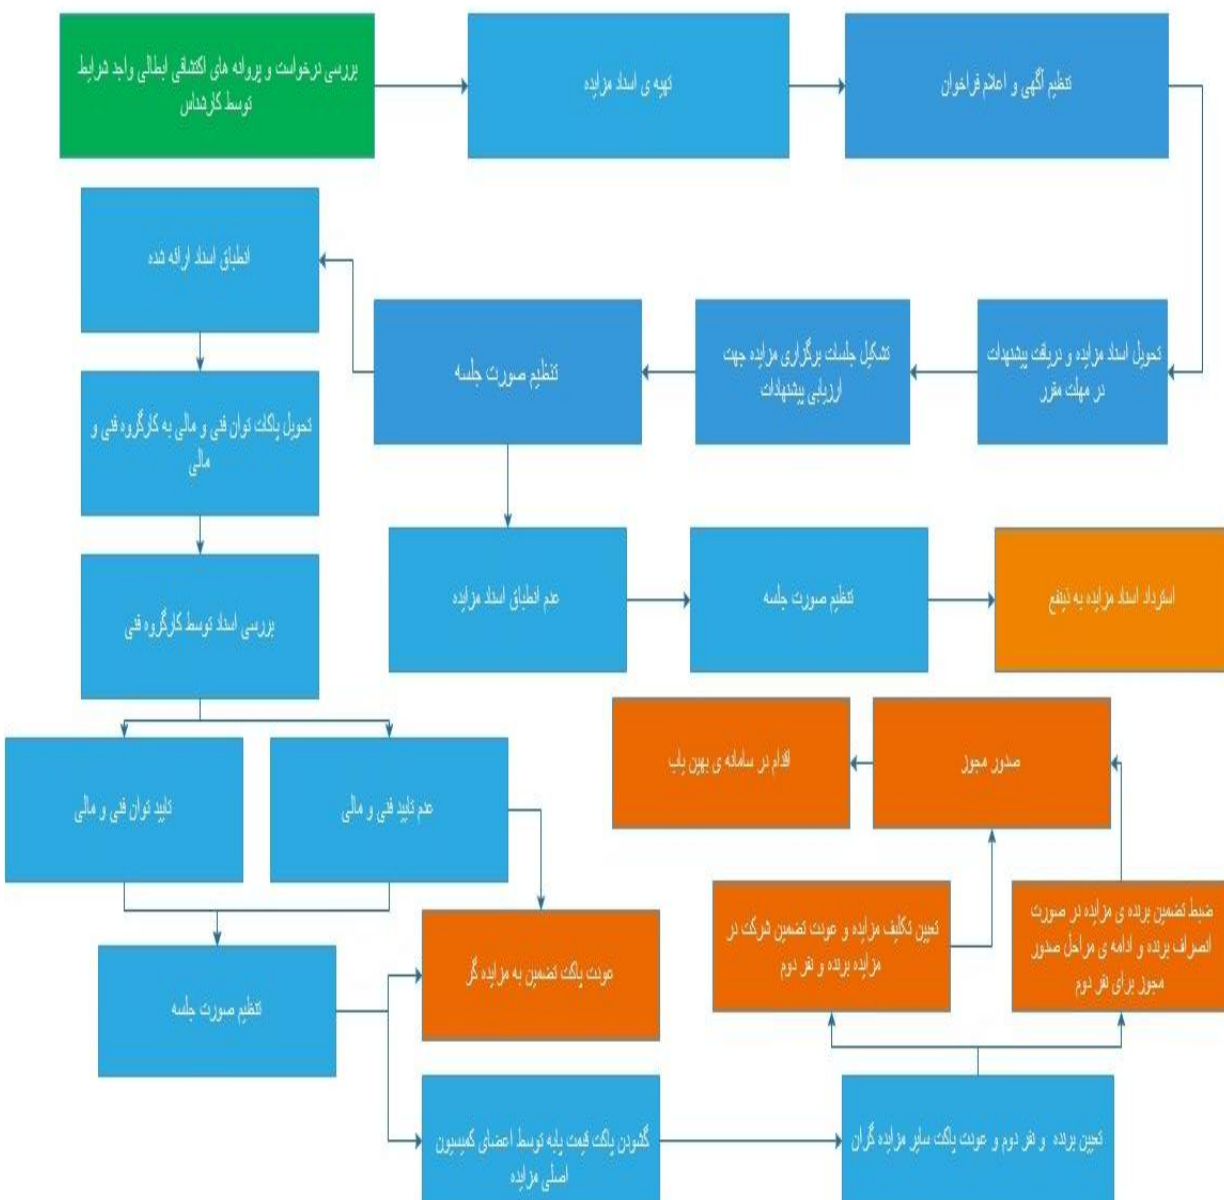 بررسی درخواست و پروانه های اکتشافی ابطالی واجد شرایط
توسط کارشناس
تهیه ی اسناد مزایده
تنظیم آگهی و اعلام فراخوان
تحویل اسناد مزایده و دریافت پیشنهادات
در مهلت مقرر
تشکیل جلسات برگزاری مزایده جهت
ارزیابی پیشنهادات
تنظیم صورت جلسه
انطباق اسناد ارائه شده
تحویل پاکات توان فنی و مالی به کارگروه فنی و
مالی
بررسی اسناد توسط کارگروه فنی
عدم انطباق اسناد مزایده
تنظیم صورت جلسه
استرداد اسناد مزایده به ذینفع
تایید توان فنی و مالی
عدم تایید فنی و مالی
تنظیم صورت جلسه
عودت پاکت تضمین به مزایده گر
گشودن پاکت قیمت پایه توسط اعضای کمیسیون
اصلی مزایده
تعیین برنده و نفر دوم و عودت پاکت سایر مزایده گران
تعیین تکلیف مزایده و عودت تضمین شرکت در
مزایده برنده و نفر دوم
ضبط تضمین برنده ی مزایده در صورت
انصراف برنده و ادامه ی مراحل صدور
مجوز برای نفر دوم
صدور مجوز
اقدام در سامانه ی بهین یاب